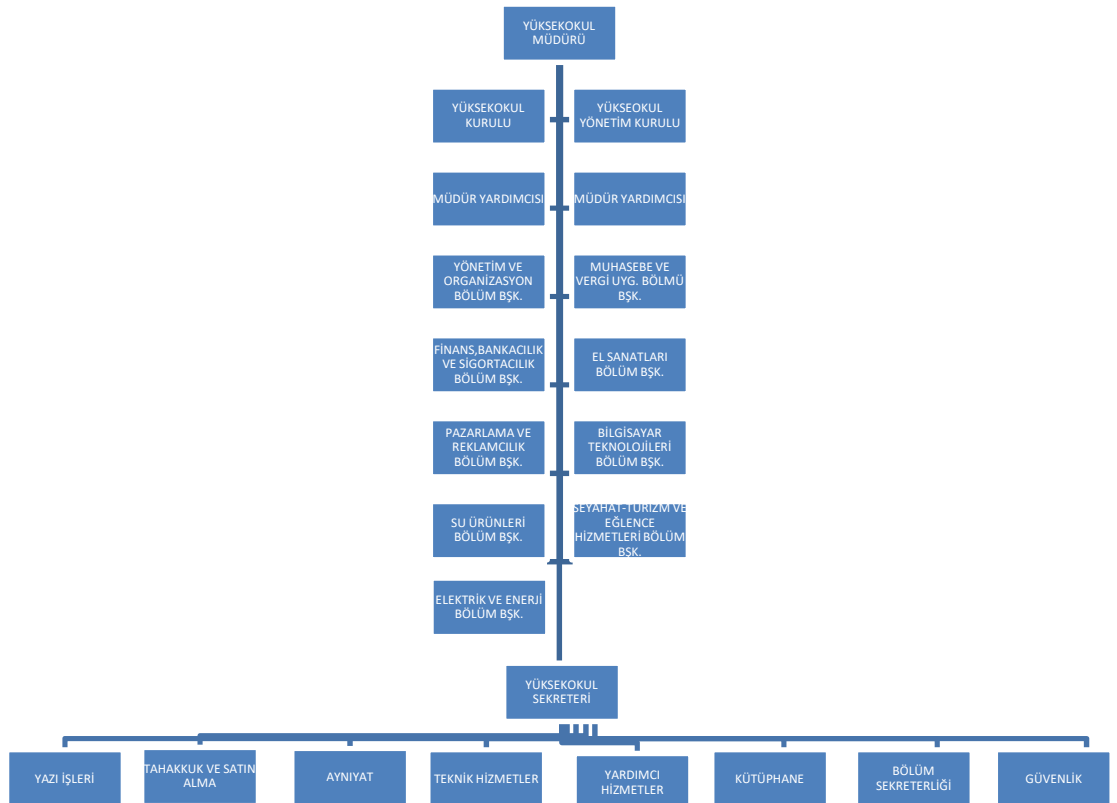 YÜKSEKOKUL
MÜDÜRÜ
YÜKSEKOKUL
KURULU
YÜKSEOKUL
YÖNETİM KURULU
MÜDÜR YARDIMCISI
MÜDÜR YARDIMCISI
YÖNETİM VE
ORGANİZASYON
BÖLÜM BŞK.
MUHASEBE VE
VERGİ UYG. BÖLMÜ
BŞK.
FİNANS,BANKACILIK
VE SİGORTACILIK
BÖLÜM BŞK.
EL SANATLARI
BÖLÜM BŞK.
PAZARLAMA VE
REKLAMCILIK
BÖLÜM BŞK.
BİLGİSAYAR
TEKNOLOJİLERİ
BÖLÜM BŞK.
SU ÜRÜNLERİ
BÖLÜM BŞK.
SEYAHAT-TURİZM VE
EĞLENCE
HİZMETLERİ BÖLÜM
BŞK.
ELEKTRİK VE ENERJİ
BÖLÜM BŞK.
YÜKSEKOKUL
SEKRETERİ
YAZI İŞLERİ
TAHAKKUK VE SATIN
ALMA
AYNIYAT
TEKNİK HİZMETLER
YARDIMCI
HİZMETLER
KÜTÜPHANE
BÖLÜM
SEKRETERLİĞİ
GÜVENLİK